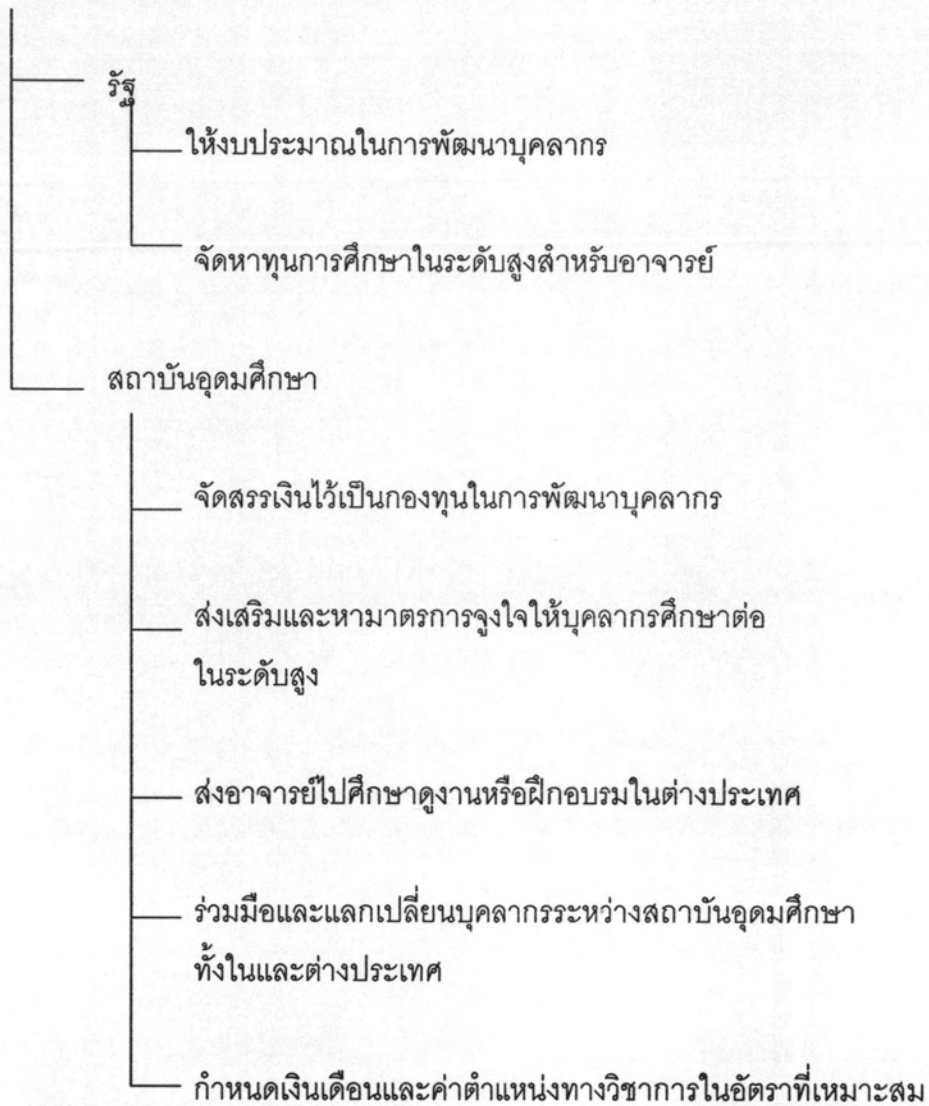 รัฐ
ให้งบประมาณในการพัฒนาบุคลากร
จัดหาทุนการศึกษาในระดับสูงสำหรับอาจารย์
สถาบันอุดมศึกษา
จัดสรรเงินไว้เป็นกองทุนในการพัฒนาบุคลากร
ส่งเสริมและหามาตรการจูงใจให้บุคลากรศึกษาต่อ
ในระดับสูง
ส่งอาจารย์ไปศึกษาดูงานหรือฝึกอบรมในต่างประเทศ
ร่วมมือและแลกเปลี่ยนบุคลากรระหว่างสถาบันอุดมศึกษา
ทั้งในและต่างประเทศ
กำหนดเงินเดือนและค่าตำแหน่งทางวิชาการในอัตราที่เหมาะสม